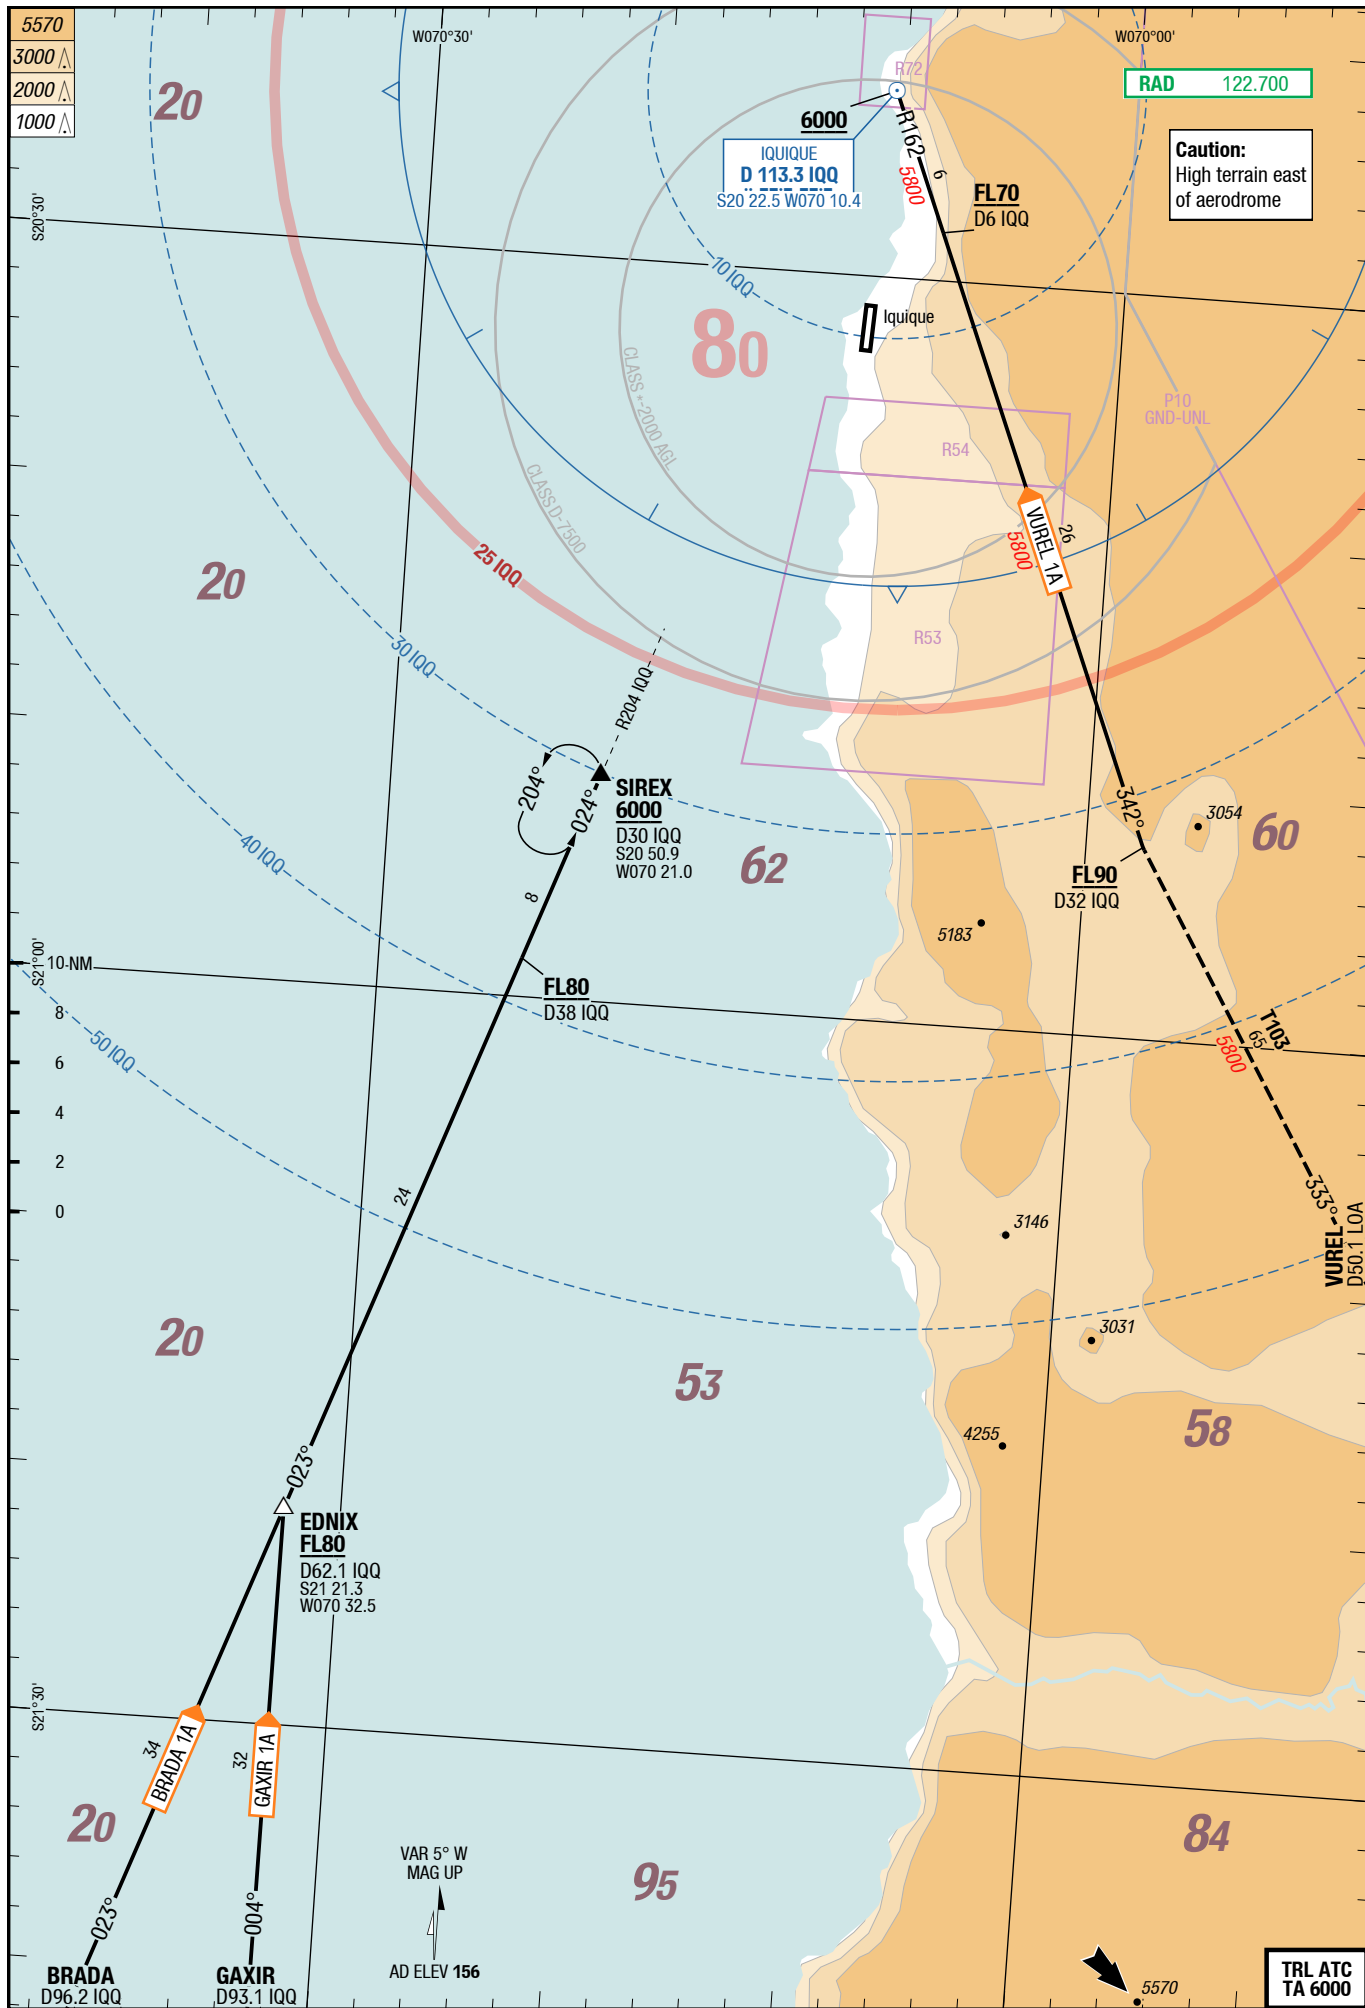 5570
3000
2000
1000
W070°30'
W070°00'
RAD 122.700
Caution:
High terrain east
of aerodrome
R72
6000
IQUIQUE
D 113.3 IQQ
S20 22.5 W070 10.4
R162
6
5800
FL70
D6 IQQ
20
S20°30'
10 IQQ
Iquique
80
CLASS
-2000 AGL
CLASS D-7500
P10
GND-UNL
R54
VUREL 1A
26
5800
25 IQQ
20
R53
30 IQQ
R204 IQQ
204°
024°
SIREX
6000
D30 IQQ
S20 50.9
W070 21.0
342°
3054
60
62
40 IQQ
FL90
D32 IQQ
8
5183
S21°00'
10 NM
8
6
4
2
0
FL80
D38 IQQ
50 IQQ
T103
65
5800
24
3146
333°
VUREL
D50.1 LOA
20
53
3031
58
4255
023°
EDNIX
FL80
D62.1 IQQ
S21 21.3
W070 32.5
S21°30'
34
BRADA 1A
32
GAXIR 1A
20
84
95
VAR 5° W
MAG UP
023°
004°
BRADA
D96.2 IQQ
GAXIR
D93.1 IQQ
AD ELEV 156
5570
TRL ATC
TA 6000